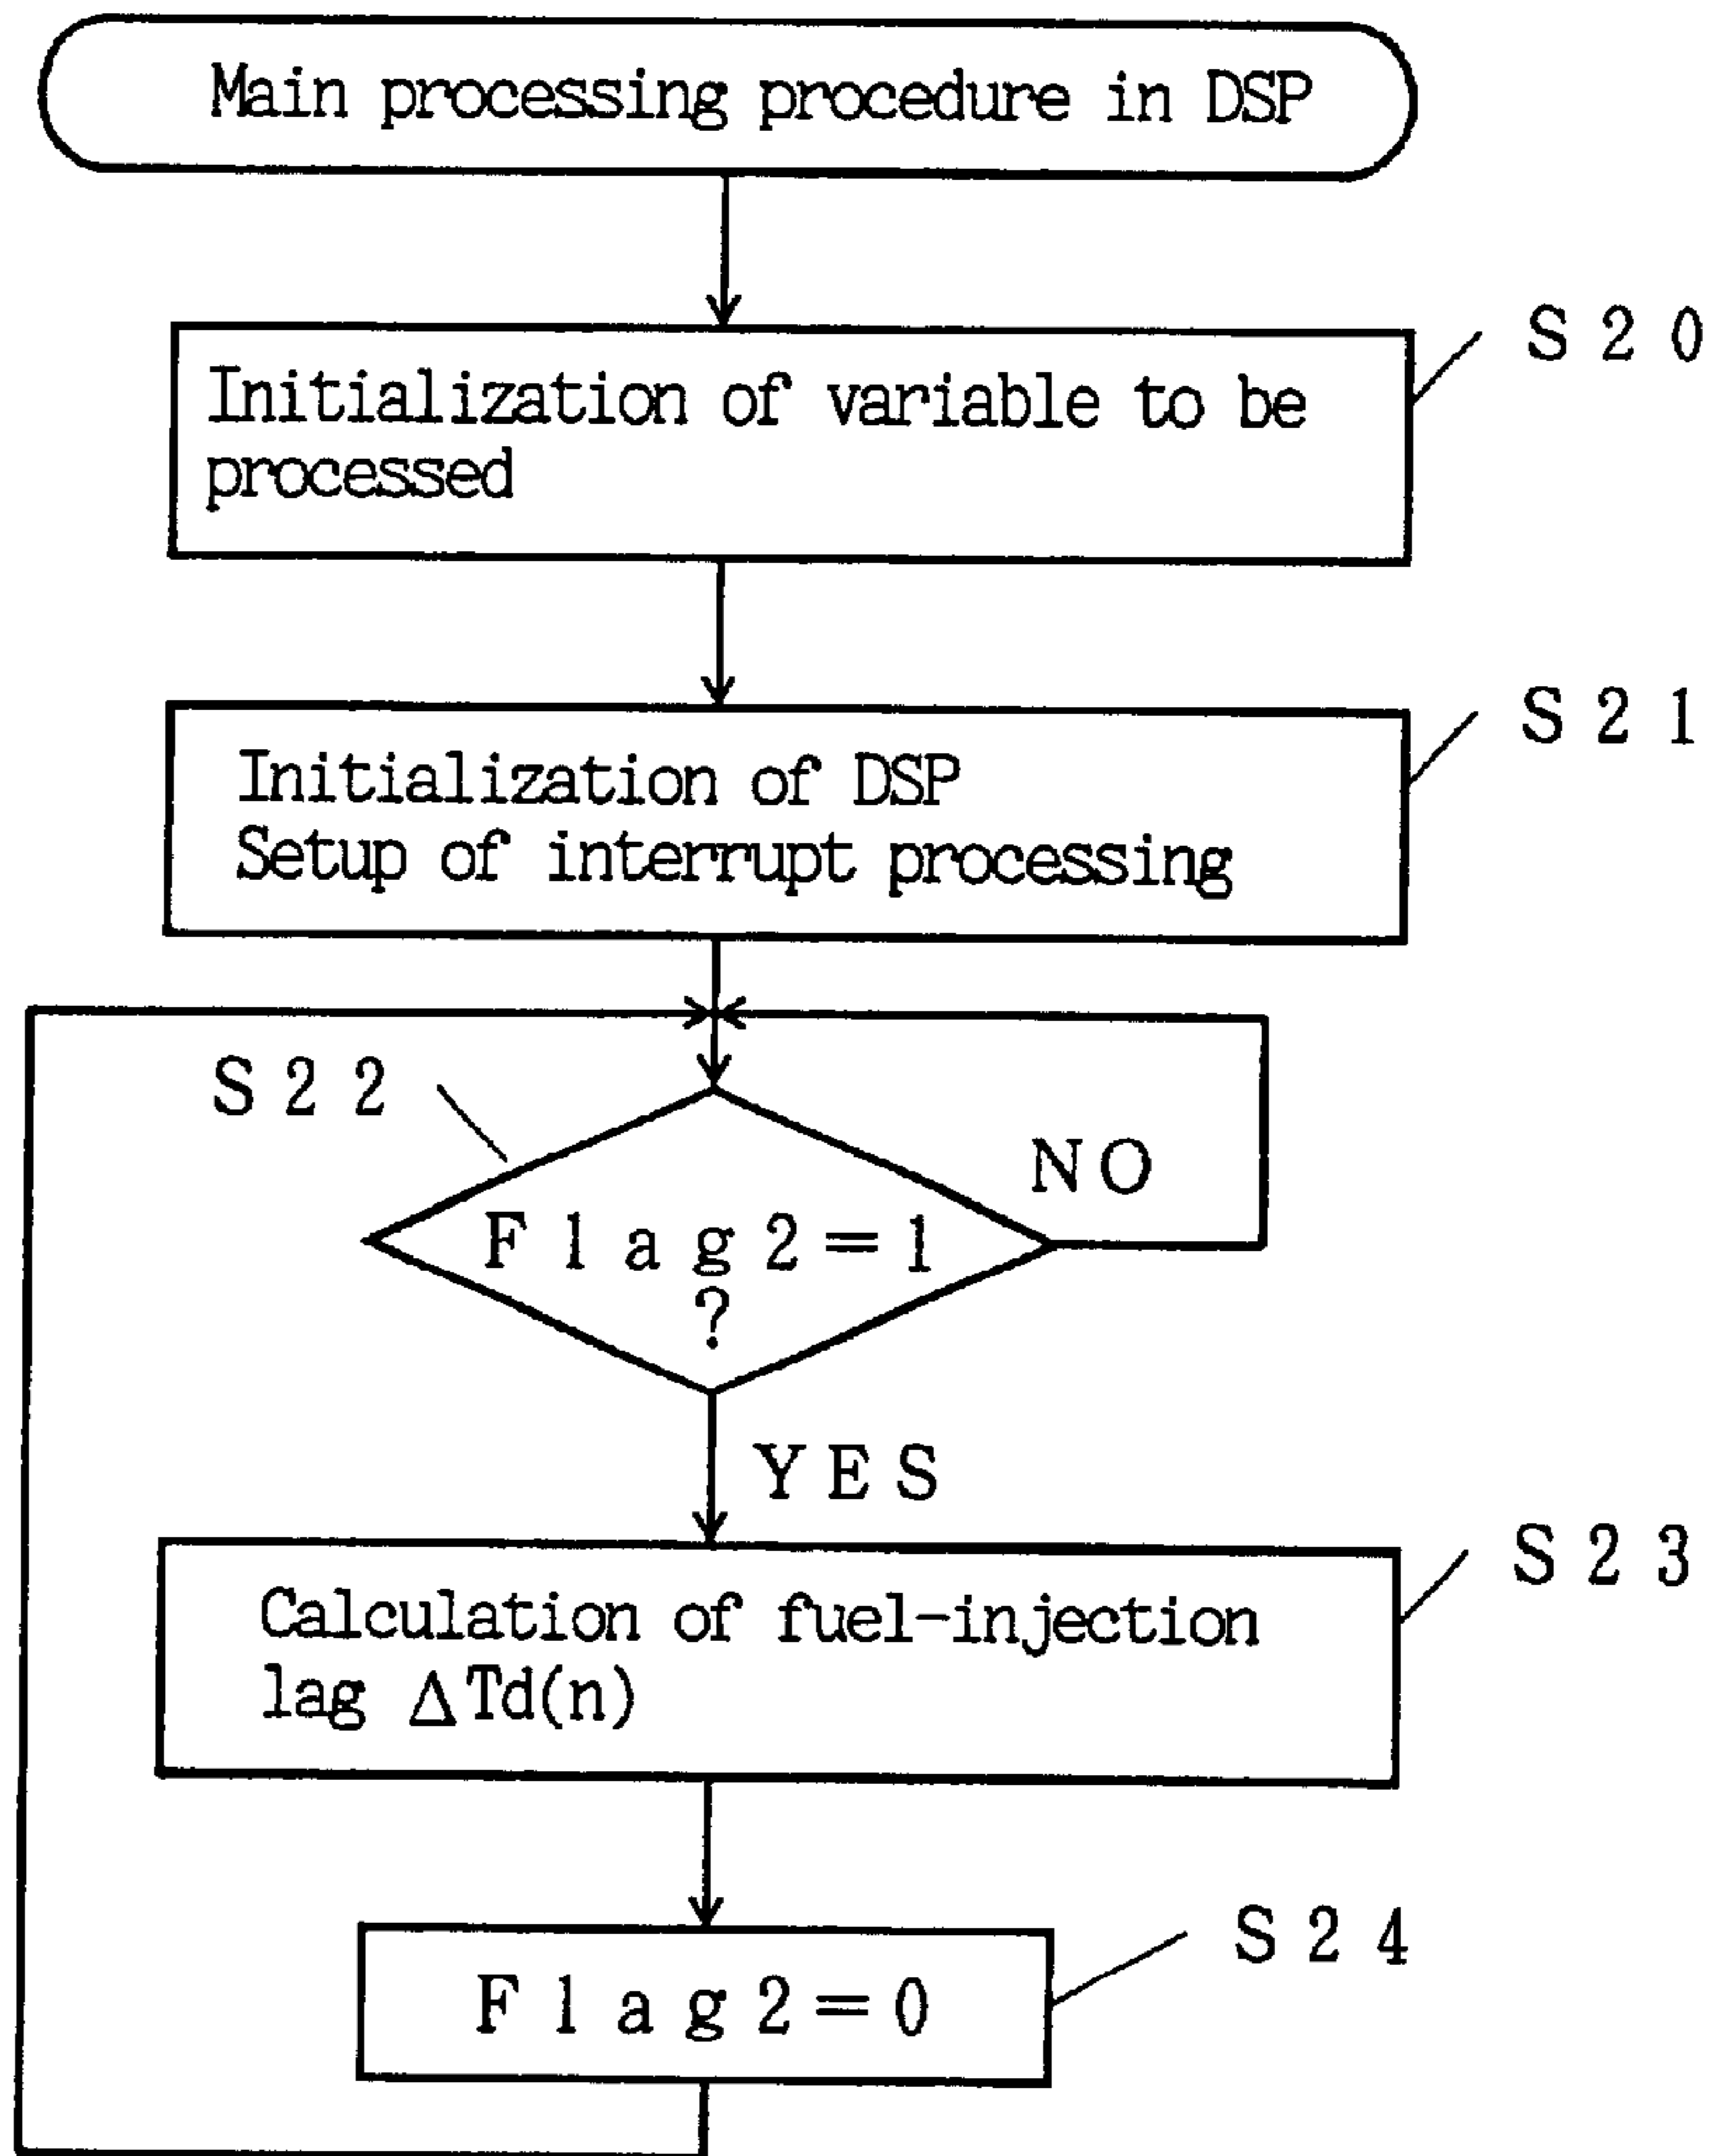 Main processing procedure in DSP
S20
Initialization of variable to be
processed
S21
Initialization of DSP
Setup of interrupt processing
S22
NO
Flag2=1
?
YES
S23
Calculation of fuel-injection
lag ΔTd(n)
S24
Flag2=0